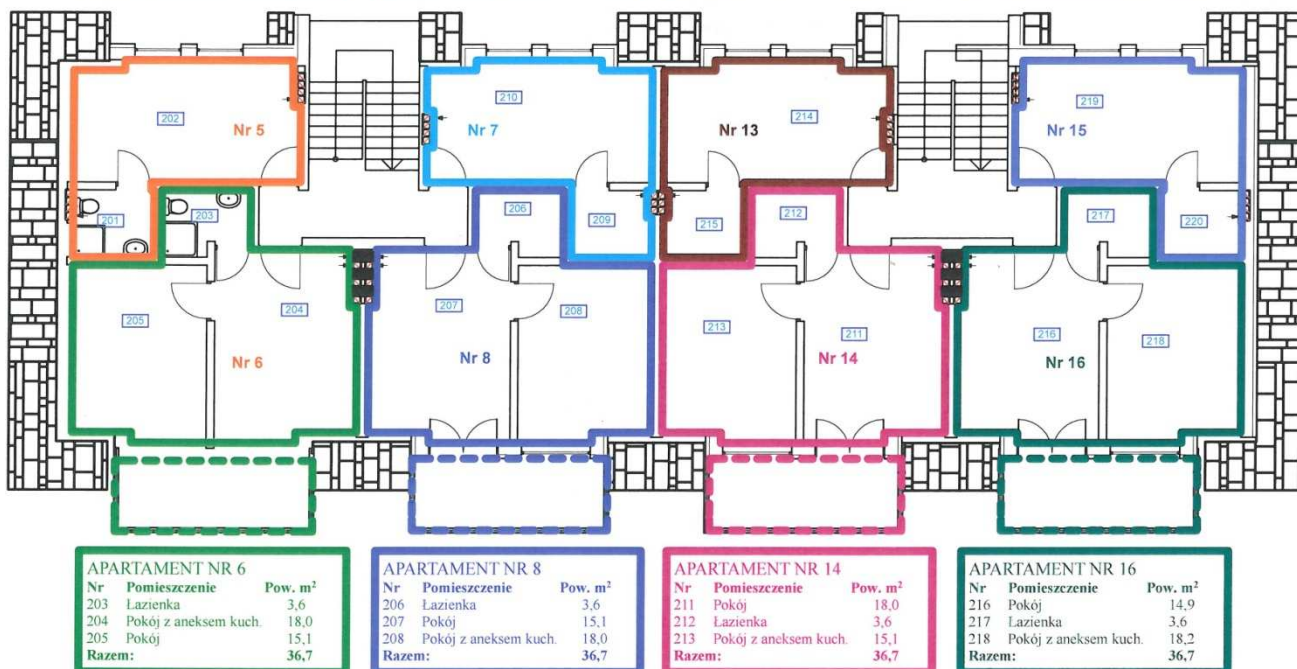 210
219
202
214
Nr 5
Nr 7
Nr 13
Nr 15
201
203
206
209
215
212
217
220
205
204
207
208
213
211
216
218
Nr 6
Nr 8
Nr 14
Nr 16
APARTAMENT NR 6
Nr Pomieszczenie Pow. m²
203 Łazienka 3,6
204 Pokój z aneksem kuch. 18,0
205 Pokój 15,1
Razem: 36,7
APARTAMENT NR 8
Nr Pomieszczenie Pow. m²
206 Łazienka 3,6
207 Pokój 15,1
208 Pokój z aneksem kuch. 18,0
Razem: 36,7
APARTAMENT NR 14
Nr Pomieszczenie Pow. m²
211 Pokój 18,0
212 Łazienka 3,6
213 Pokój z aneksem kuch. 15,1
Razem: 36,7
APARTAMENT NR 16
Nr Pomieszczenie Pow. m²
216 Pokój 14,9
217 Łazienka 3,6
218 Pokój z aneksem kuch. 18,2
Razem: 36,7